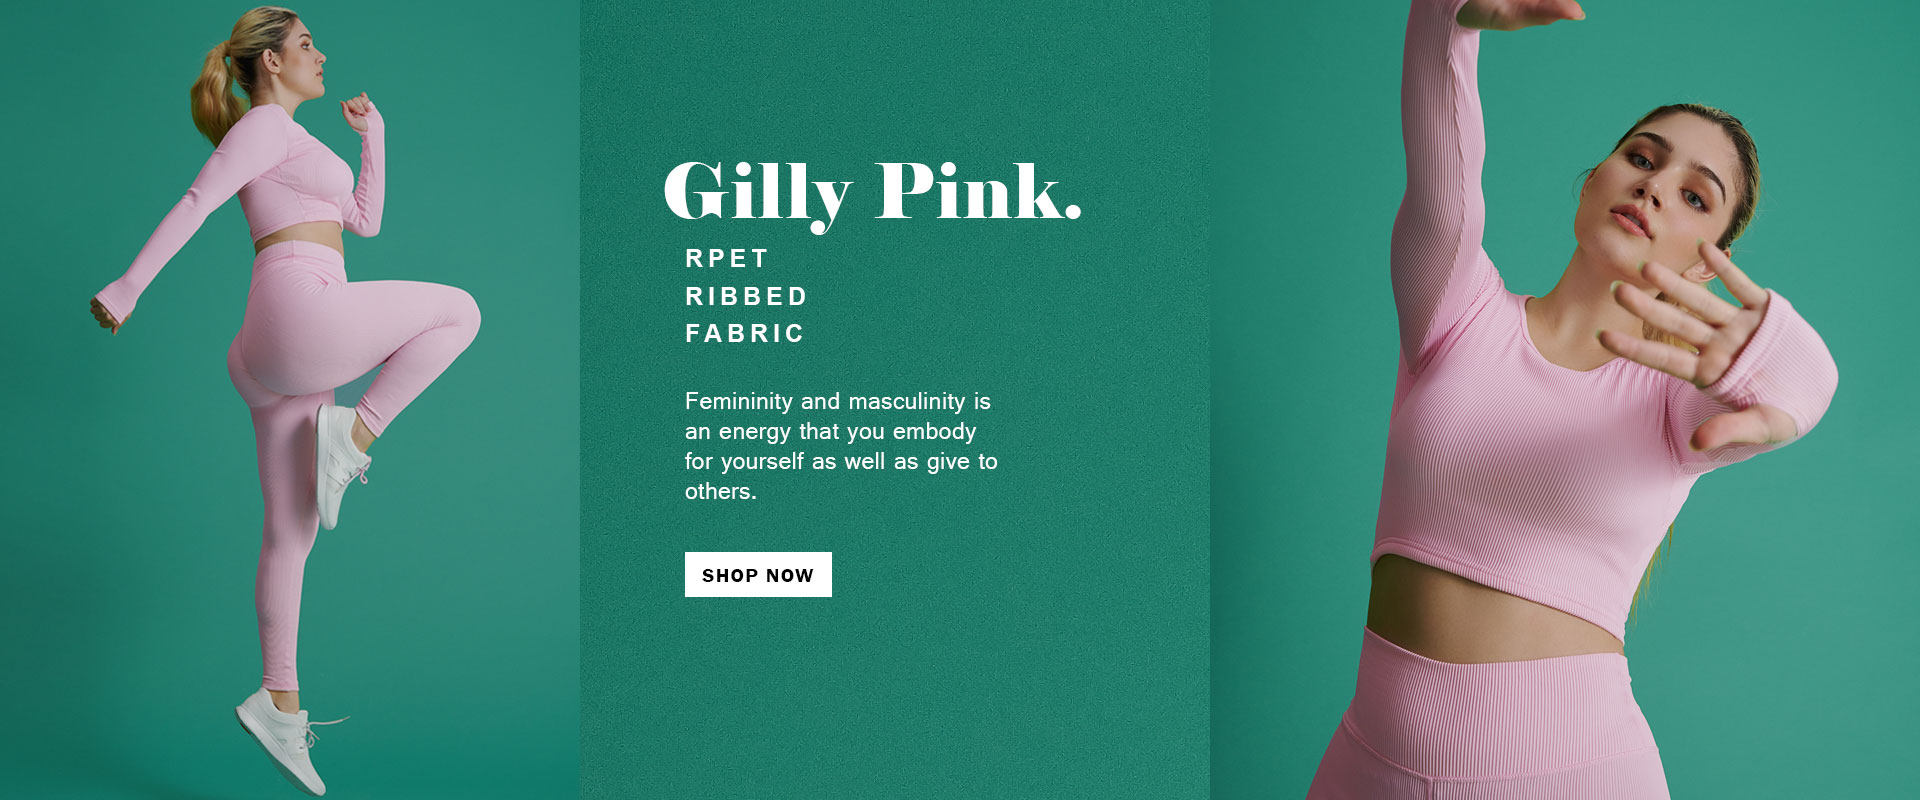 Gilly Pink.
RPET
RIBBED
FABRIC
Femininity and masculinity is
an energy that you embody
for yourself as well as give to
others.
SHOP NOW